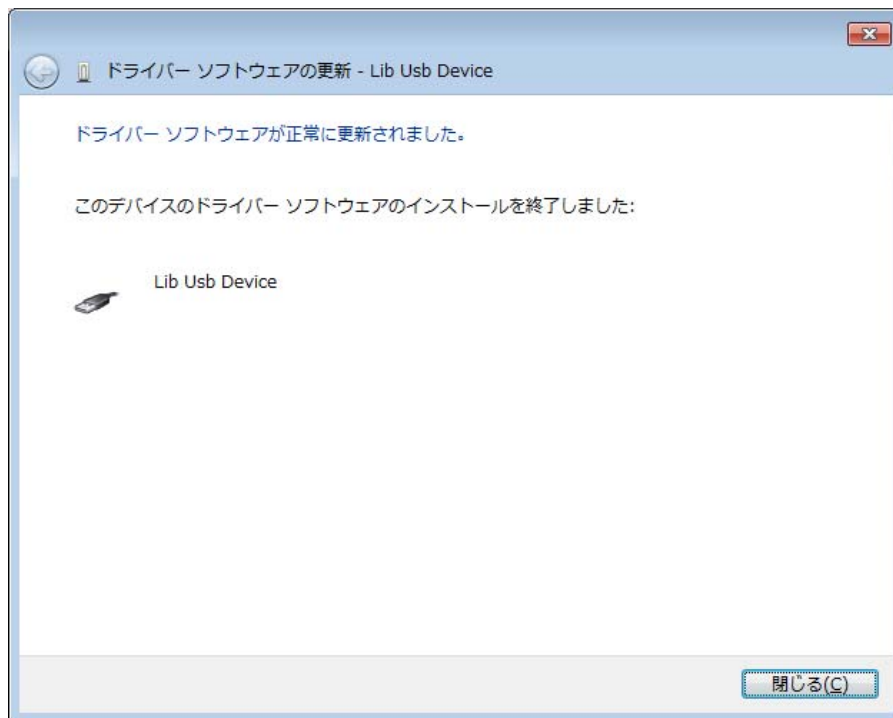 ドライバー ソフトウェアの更新 - Lib Usb Device
ドライバー ソフトウェアが正常に更新されました。
このデバイスのドライバー ソフトウェアのインストールを終了しました:
Lib Usb Device
閉じる(C)